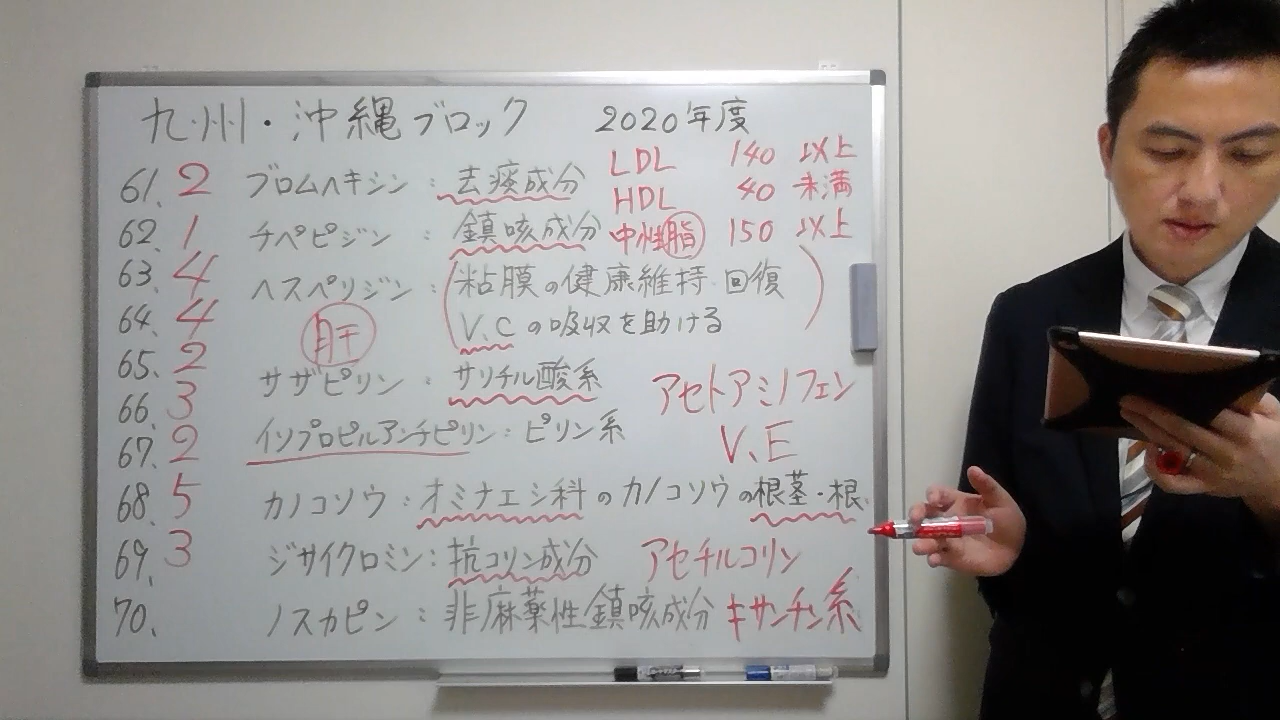 九州・沖縄ブロック 2020年度
61. 2 ブロムヘキシン：去痰成分 LDL 140 以上
HDL 40 未満
62. 1 チペピジン：鎮咳成分 中性脂 150 以上
63. 4 ヘスペリジン：(粘膜の健康維持・回復
64. 4 肝 V.Cの吸収を助ける)
65. 2 サザピリン：サリチル酸系 アセトアミノフェン
66. 3
67. 2 イソプロピルアンチピリン：ピリン系 V.E
68. 5 カノコソウ：オミナエシ科のカノコソウの根茎・根
69. 3 ジサイクロミン：抗コリン成分 アセチルコリン
70. ノスカピン：非麻薬性鎮咳成分 キサンチン系